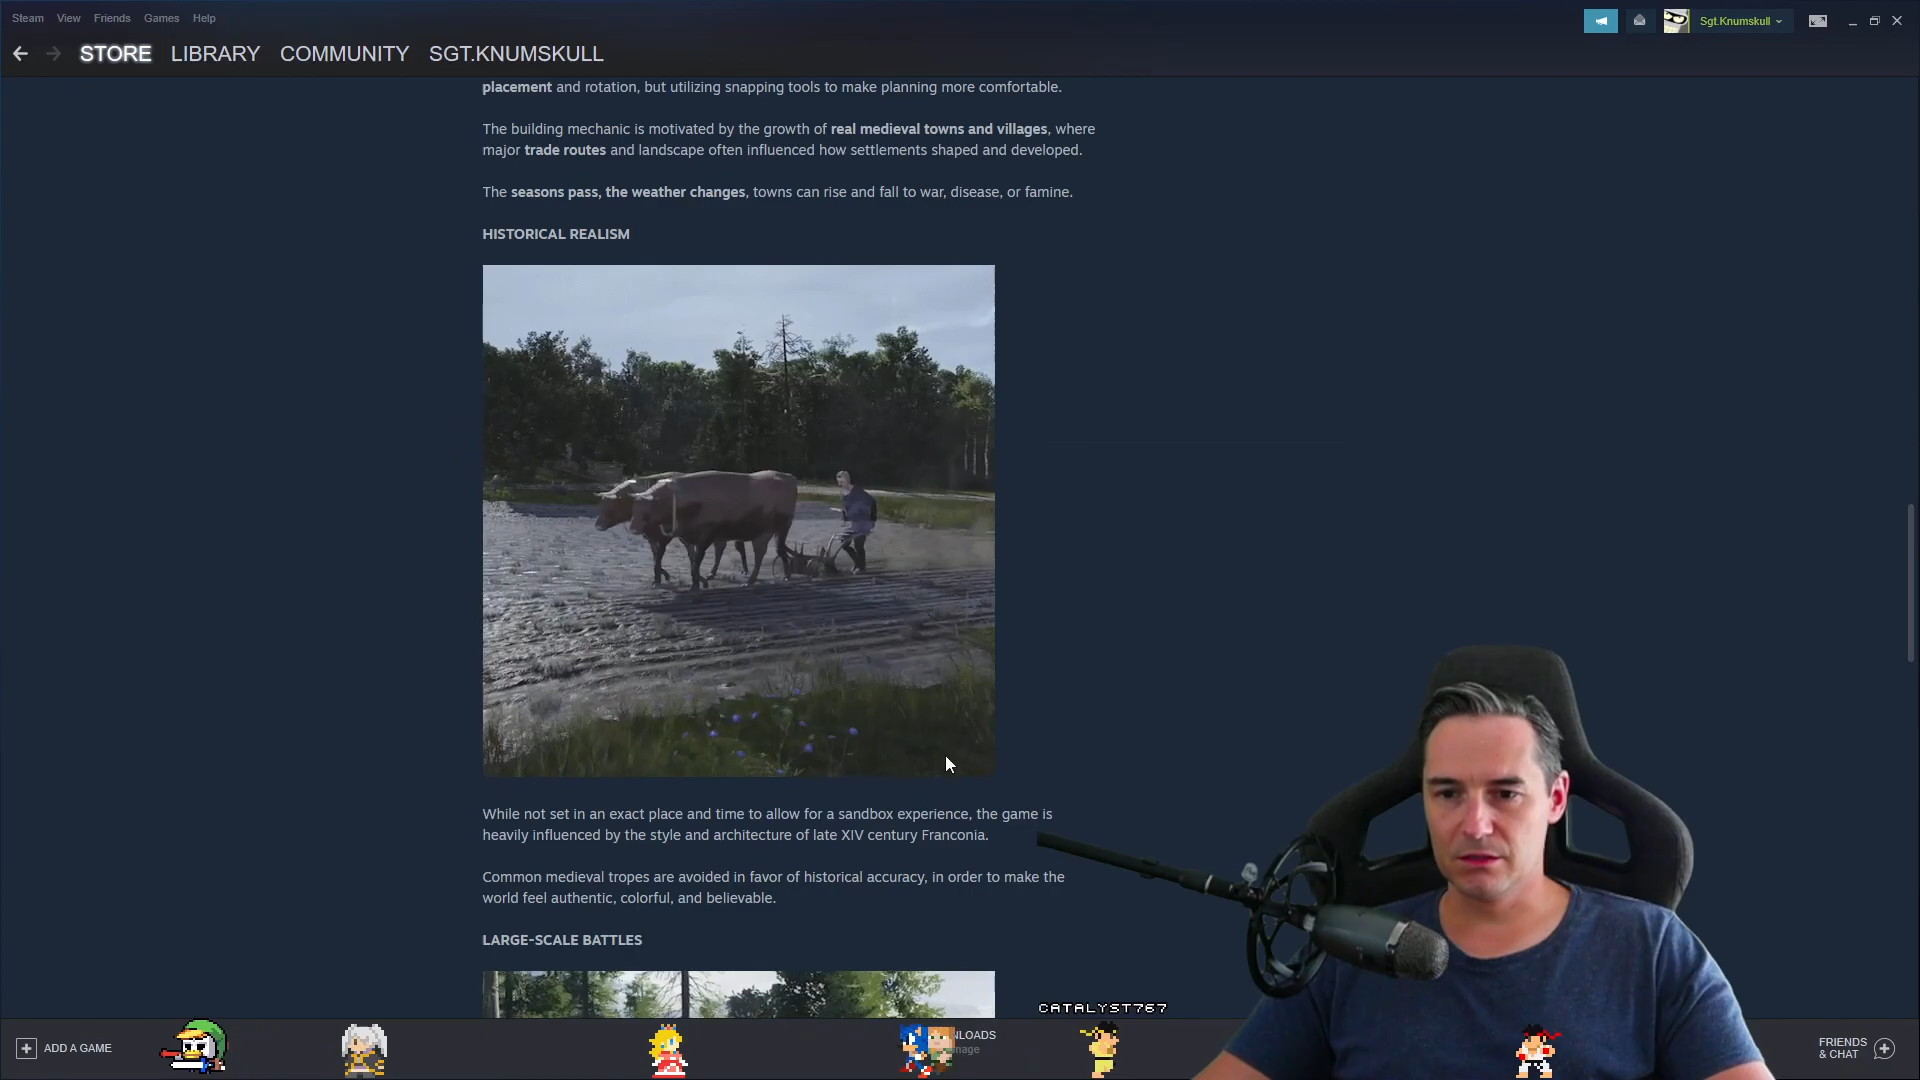 Steam View Friends Games Help
Sgt.Knumskull
STORE LIBRARY COMMUNITY SGT.KNUMSKULL
placement and rotation, but utilizing snapping tools to make planning more comfortable.
The building mechanic is motivated by the growth of real medieval towns and villages, where
major trade routes and landscape often influenced how settlements shaped and developed.
The seasons pass, the weather changes, towns can rise and fall to war, disease, or famine.
HISTORICAL REALISM
While not set in an exact place and time to allow for a sandbox experience, the game is
heavily influenced by the style and architecture of late XIV century Franconia.
Common medieval tropes are avoided in favor of historical accuracy, in order to make the
world feel authentic, colorful, and believable.
LARGE-SCALE BATTLES
CATALYST767
ADD A GAME
FRIENDS
& CHAT